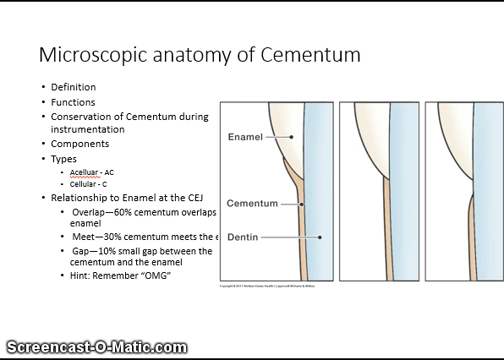 Microscopic anatomy of Cementum
• Definition
• Functions
• Conservation of Cementum during
instrumentation
• Components
• Types
• Acelluar - AC
• Cellular - C
• Relationship to Enamel at the CEJ
• Overlap—60% cementum overlaps
enamel
• Meet—30% cementum meets the e
• Gap—10% small gap between the
cementum and the enamel
• Hint: Remember “OMG”
Enamel
Cementum
Dentin
Screencast-O-Matic.com